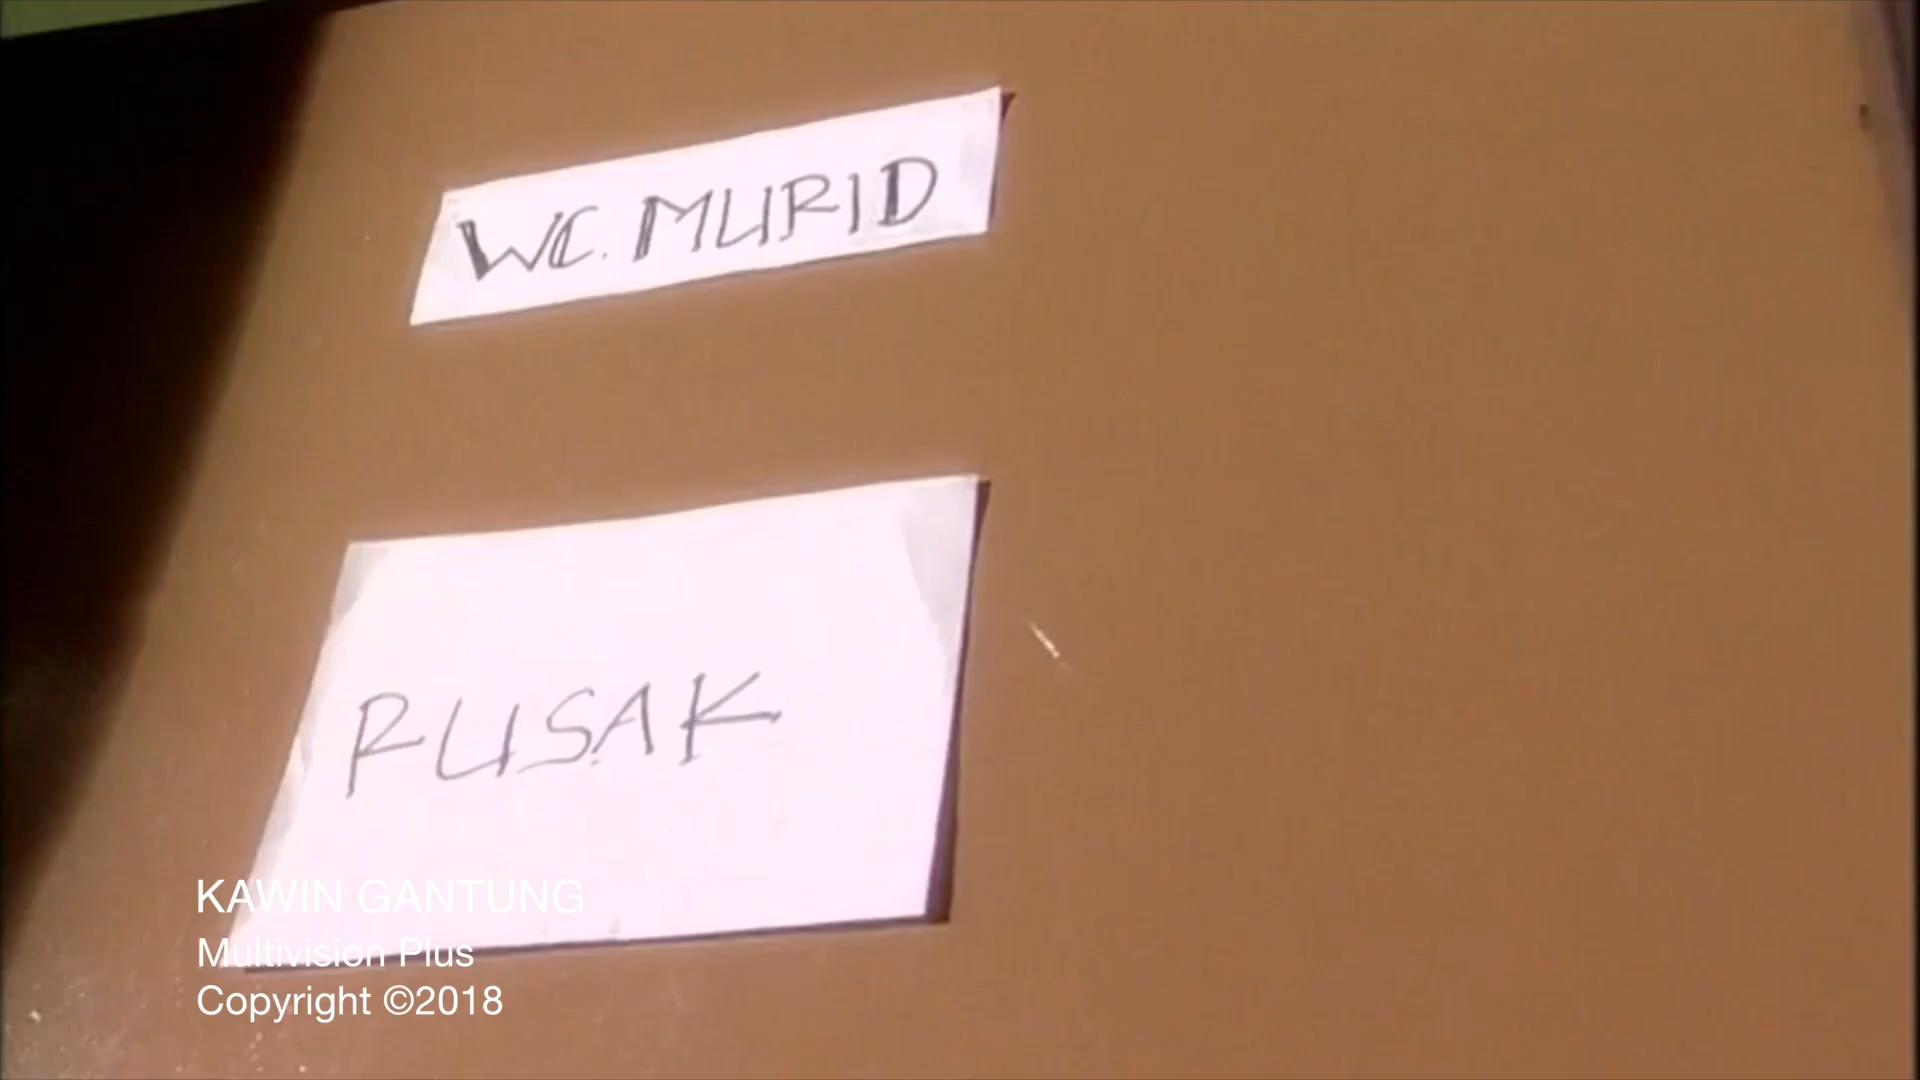 WC. MURID
RUSAK
KAWIN GANTUNG
Multivision Plus
Copyright ©2018